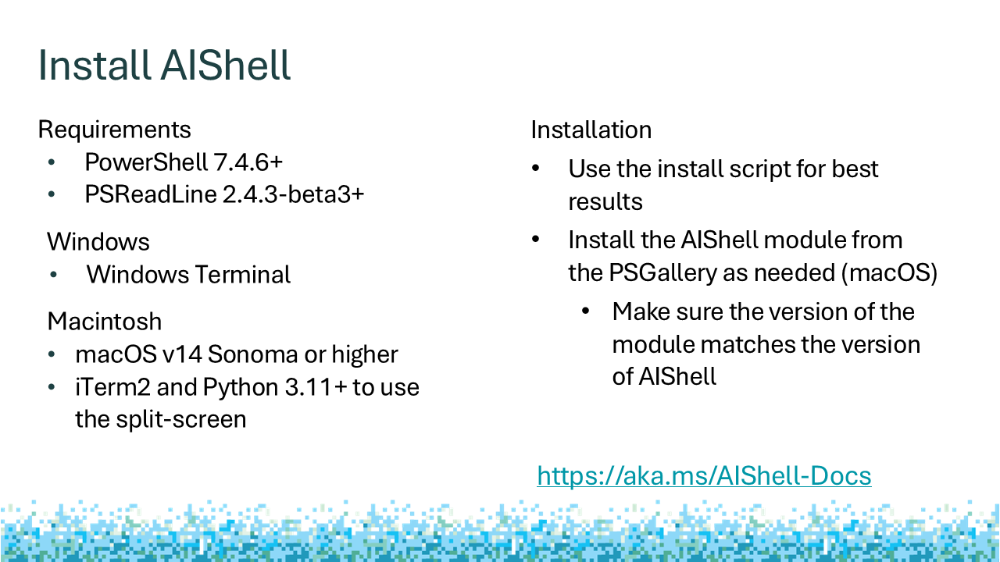 Install AIShell
Requirements
• PowerShell 7.4.6+
• PSReadLine 2.4.3-beta3+
Windows
• Windows Terminal
Macintosh
• macOS v14 Sonoma or higher
• iTerm2 and Python 3.11+ to use
the split-screen
Installation
• Use the install script for best
results
• Install the AIShell module from
the PSGallery as needed (macOS)
• Make sure the version of the
module matches the version
of AIShell
https://aka.ms/AIShell-Docs